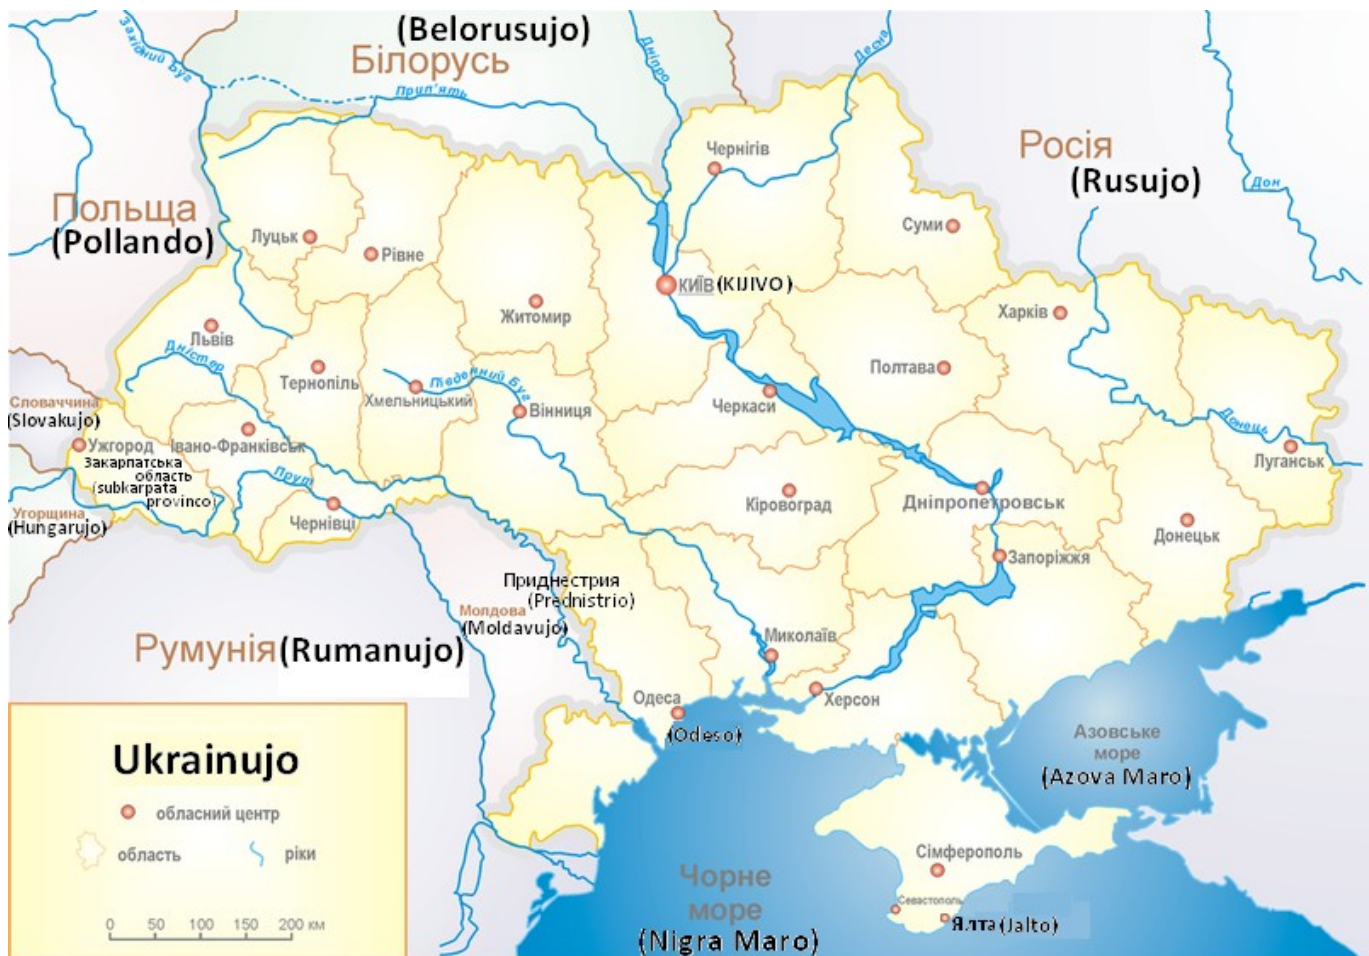 (Belorusujo)
Білорусь
Західний Буг
Прип'ять
Дніпро
Десна
Чернігів
Росія
(Rusujo)
Дон
Польща
(Pollando)
Луцьк
Рівне
Суми
КИЇВ (KIJIVO)
Житомир
Харків
Львів
Дністер
Тернопіль
Хмельницький
Південний Буг
Вінниця
Черкаси
Полтава
Словаччина
(Slovakujo)
Ужгород
Івано-Франківськ
Закарпатська
область
(subkarpata
provinco)
Донець
Луганськ
Прут
Чернівці
Кіровоград
Дніпропетровськ
Угорщина
(Hungarujo)
Донецьк
Запоріжжя
Приднестрия
(Prednistrio)
Молдова
(Moldavujo)
Румунія (Rumanujo)
Миколаїв
Одеса
(Odeso)
Херсон
Азовське
море
(Azova Maro)
Ukrainujo
обласний центр
область
ріки
0 50 100 150 200 км
Сімферополь
Севастополь
Ялта (Jalto)
Чорне
море
(Nigra Maro)